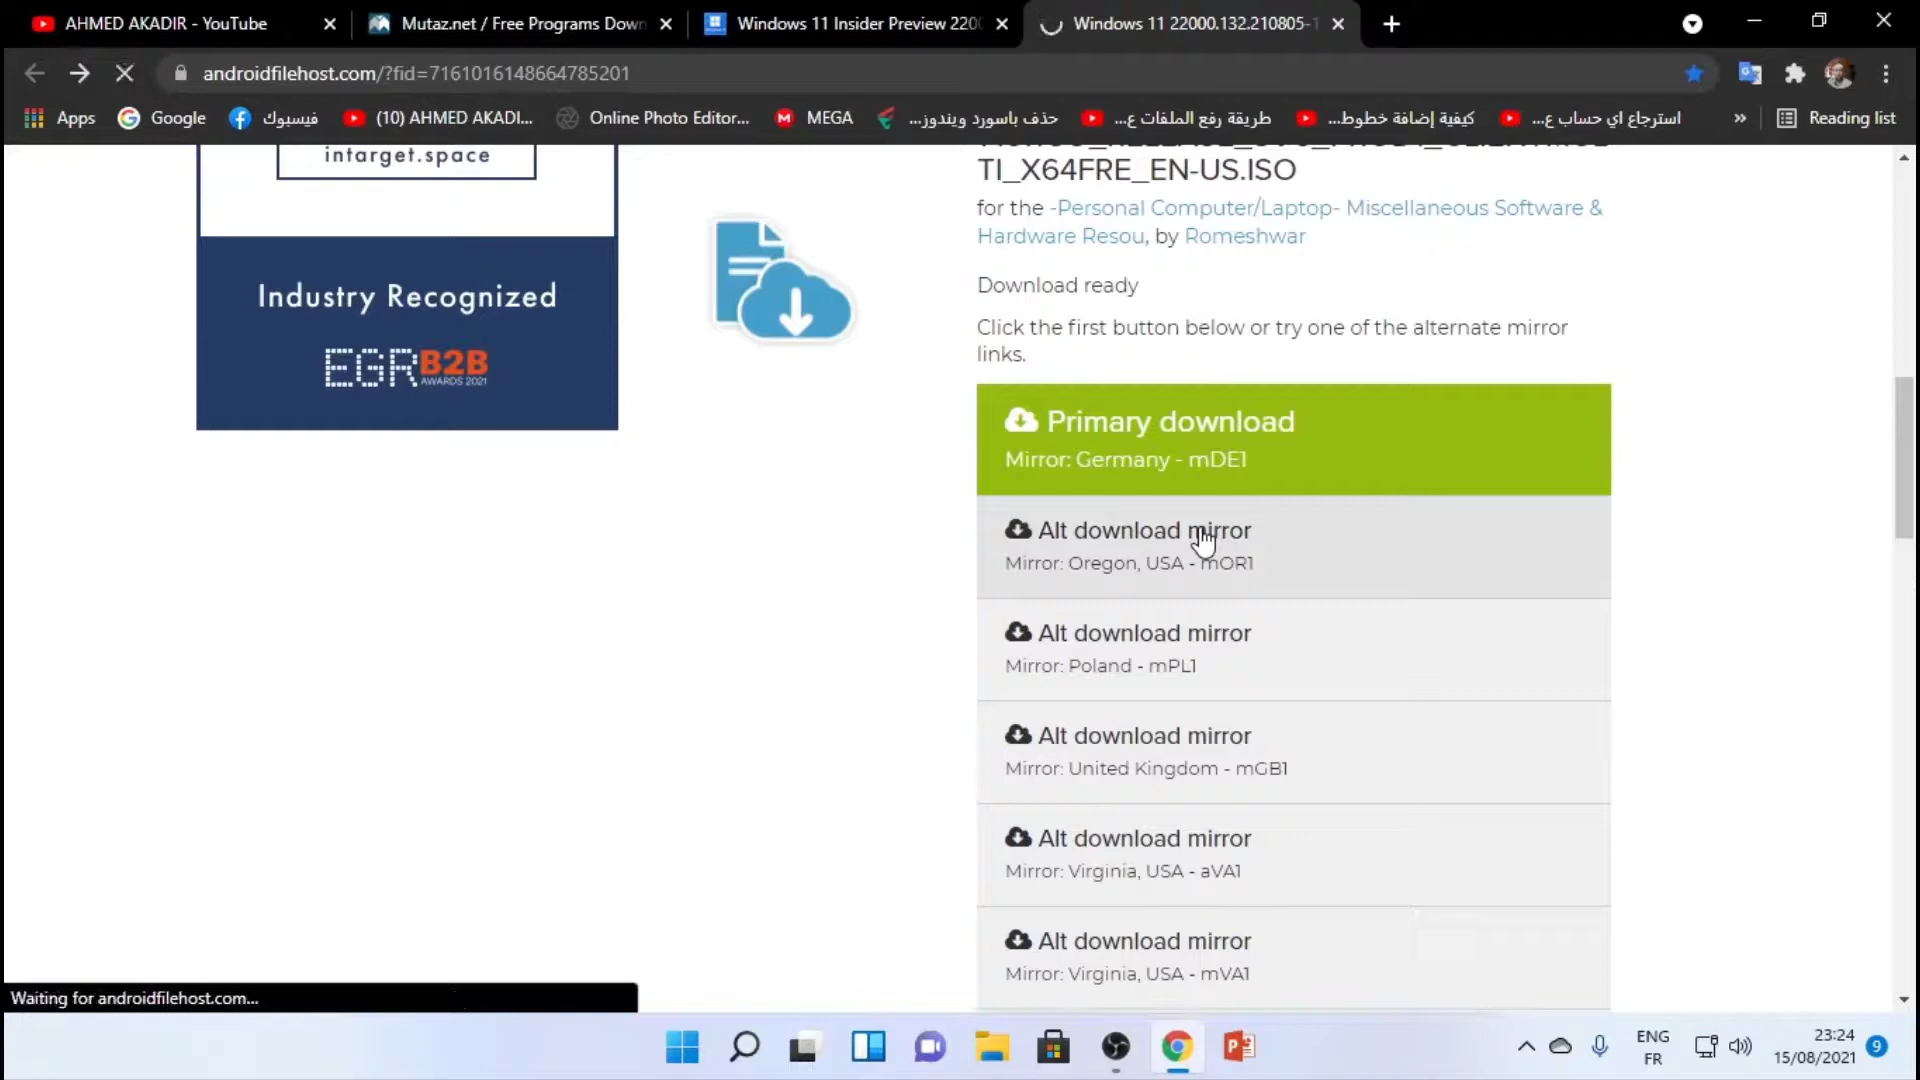 AHMED AKADIR - YouTube
Mutaz.net / Free Programs Down
Windows 11 Insider Preview 220
Windows 11 22000.132.210805-1
androidfilehost.com/?fid=7161016148664785201
Apps
Google
فيسبوك
(10) AHMED AKADI...
Online Photo Editor...
MEGA
حذف باسورد ويندوز...
طريقة رفع الملفات ع...
كيفية إضافة خطوط...
استرجاع اي حساب ع...
»
Reading list
intarget.space
Industry Recognized
EGR B2B
AWARDS 2021
TI_X64FRE_EN-US.ISO
for the -Personal Computer/Laptop- Miscellaneous Software &
Hardware Resou, by Romeshwar
Download ready
Click the first button below or try one of the alternate mirror
links.
Primary download
Mirror: Germany - mDE1
Alt download mirror
Mirror: Oregon, USA - mOR1
Alt download mirror
Mirror: Poland - mPL1
Alt download mirror
Mirror: United Kingdom - mGB1
Alt download mirror
Mirror: Virginia, USA - aVA1
Alt download mirror
Mirror: Virginia, USA - mVA1
Waiting for androidfilehost.com...
ENG
FR
23:24
15/08/2021
9